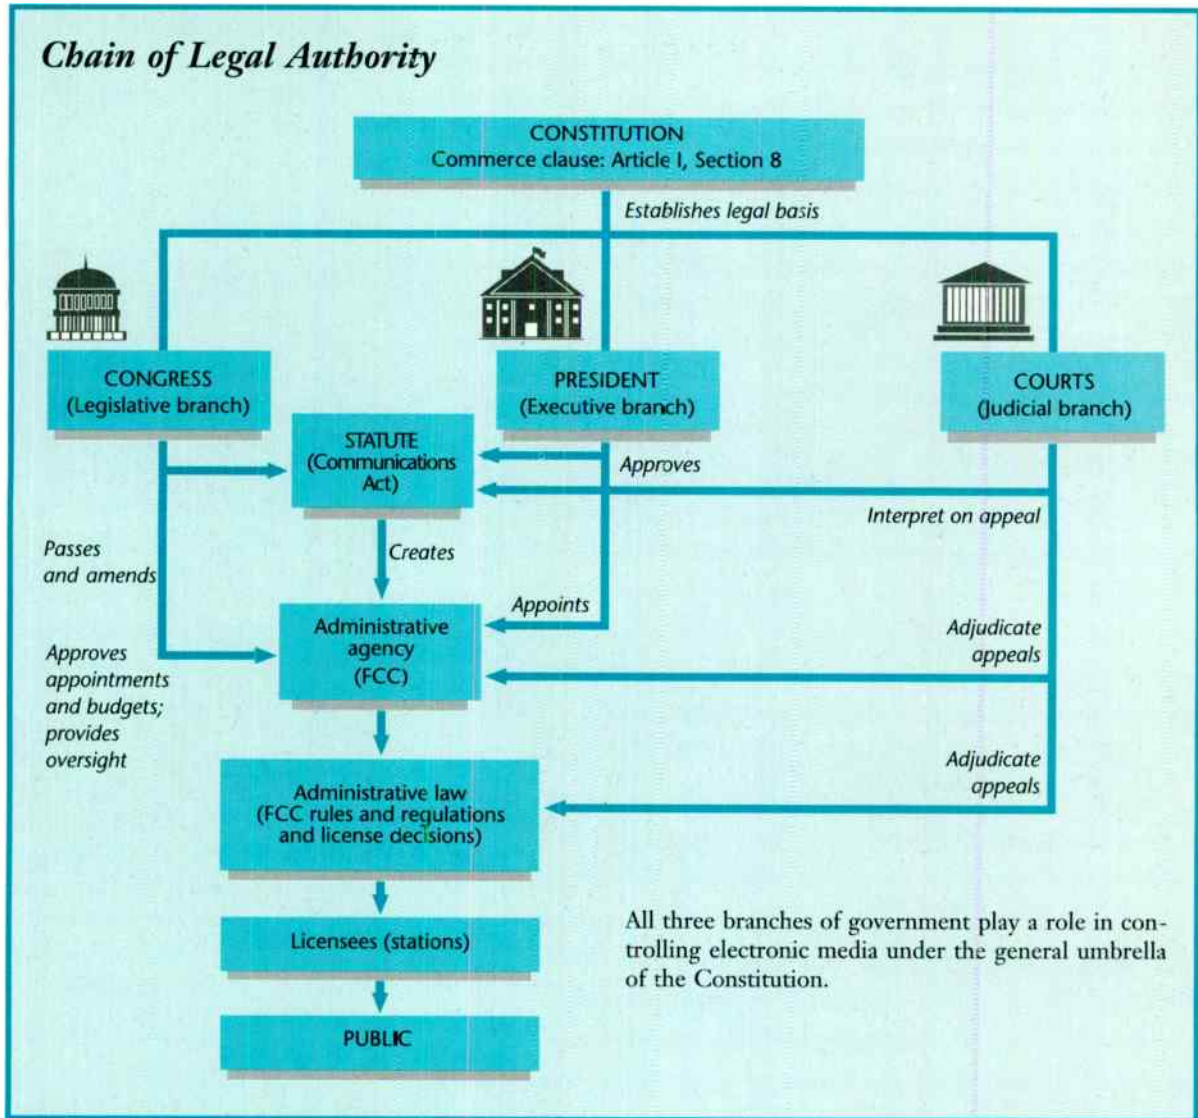 Chain of Legal Authority
CONSTITUTION
Commerce clause: Article I, Section 8
Establishes legal basis
CONGRESS
(Legislative branch)
PRESIDENT
(Executive branch)
COURTS
(Judicial branch)
STATUTE
(Communications
Act)
Approves
Interpret on appeal
Passes
and amends
Creates
Appoints
Administrative
agency
(FCC)
Adjudicate
appeals
Approves
appointments
and budgets;
provides
oversight
Administrative law
(FCC rules and regulations
and license decisions)
Adjudicate
appeals
Licensees (stations)
PUBLIC
All three branches of government play a role in con-
trolling electronic media under the general umbrella
of the Constitution.